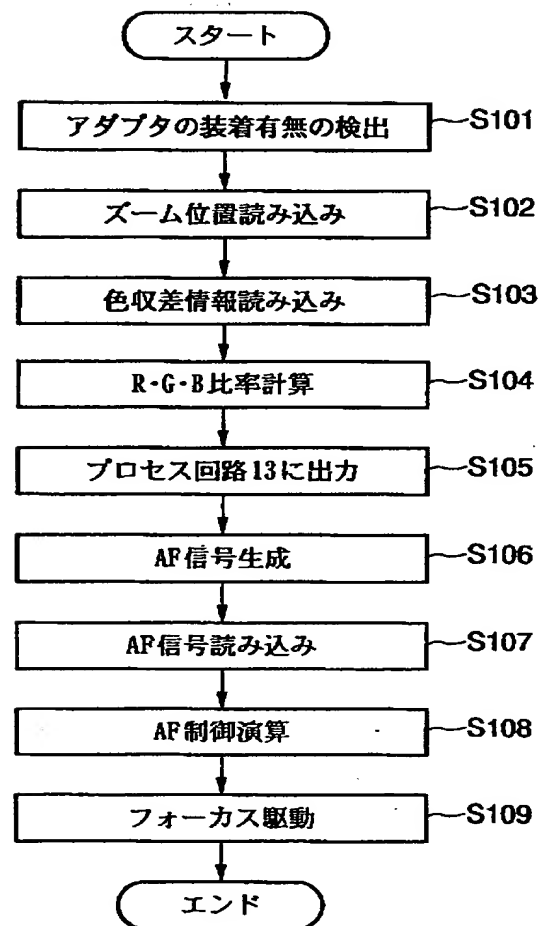 スタート
アダプタの装着有無の検出 S101
ズーム位置読み込み S102
色収差情報読み込み S103
R・G・B比率計算 S104
プロセス回路13に出力 S105
AF信号生成 S106
AF信号読み込み S107
AF制御演算 S108
フォーカス駆動 S109
エンド